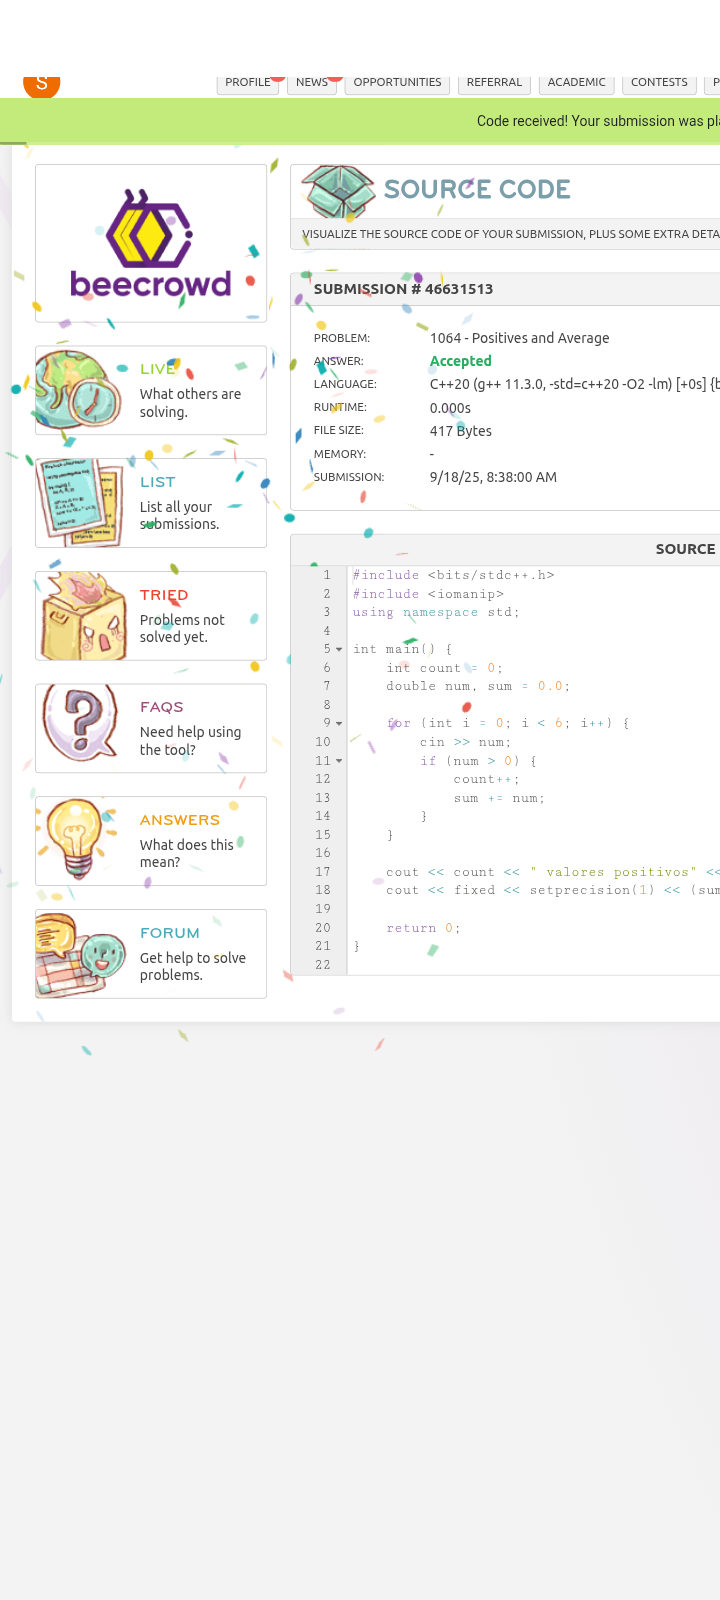 S
PROFILE NEWS OPPORTUNITIES REFERRAL ACADEMIC CONTESTS P
Code received! Your submission was pla
beecrowd
LIVE
What others are
solving.
LIST
List all your
submissions.
TRIED
Problems not
solved yet.
FAQS
Need help using
the tool?
ANSWERS
What does this
mean?
FORUM
Get help to solve
problems.
SOURCE CODE
VISUALIZE THE SOURCE CODE OF YOUR SUBMISSION, PLUS SOME EXTRA DETA
SUBMISSION # 46631513
PROBLEM: 1064 - Positives and Average
ANSWER: Accepted
LANGUAGE: C++20 (g++ 11.3.0, -std=c++20 -O2 -lm) [+0s] {b
RUNTIME: 0.000s
FILE SIZE: 417 Bytes
MEMORY: -
SUBMISSION: 9/18/25, 8:38:00 AM
SOURCE
1 #include <bits/stdc++.h>
2 #include <iomanip>
3 using namespace std;
4
5 int main() {
6 int count = 0;
7 double num, sum = 0.0;
8
9 for (int i = 0; i < 6; i++) {
10 cin >> num;
11 if (num > 0) {
12 count++;
13 sum += num;
14 }
15 }
16
17 cout << count << " valores positivos" <<
18 cout << fixed << setprecision(1) << (sum
19
20 return 0;
21 }
22